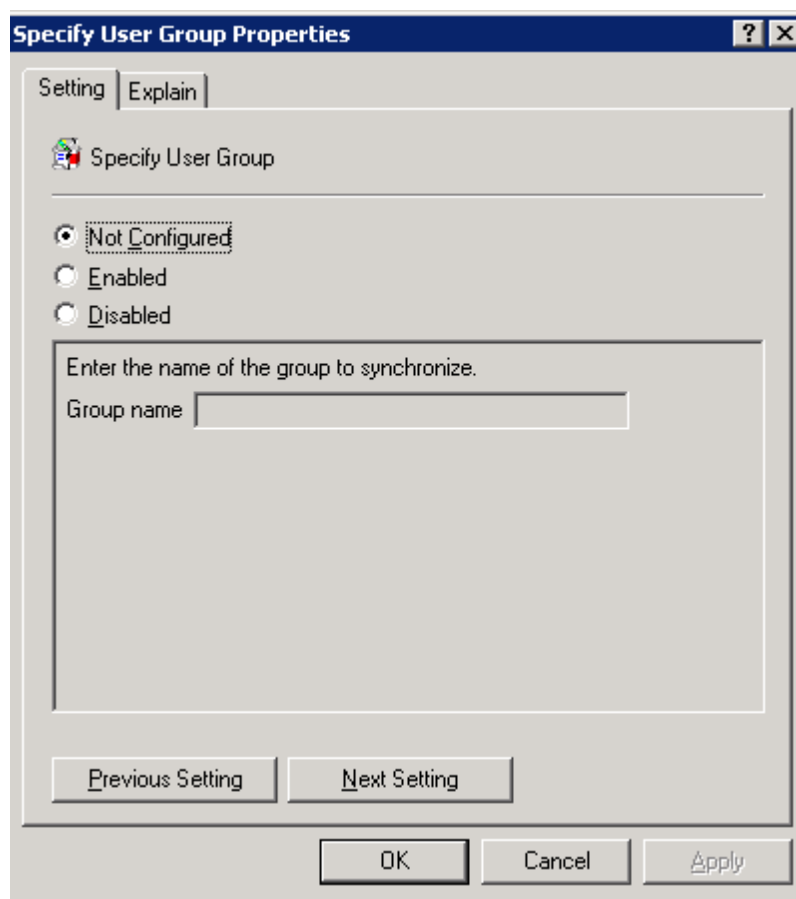 Specify User Group Properties
Setting Explain
Specify User Group
Not Configured
Enabled
Disabled
Enter the name of the group to synchronize.
Group name
Previous Setting Next Setting
OK Cancel Apply